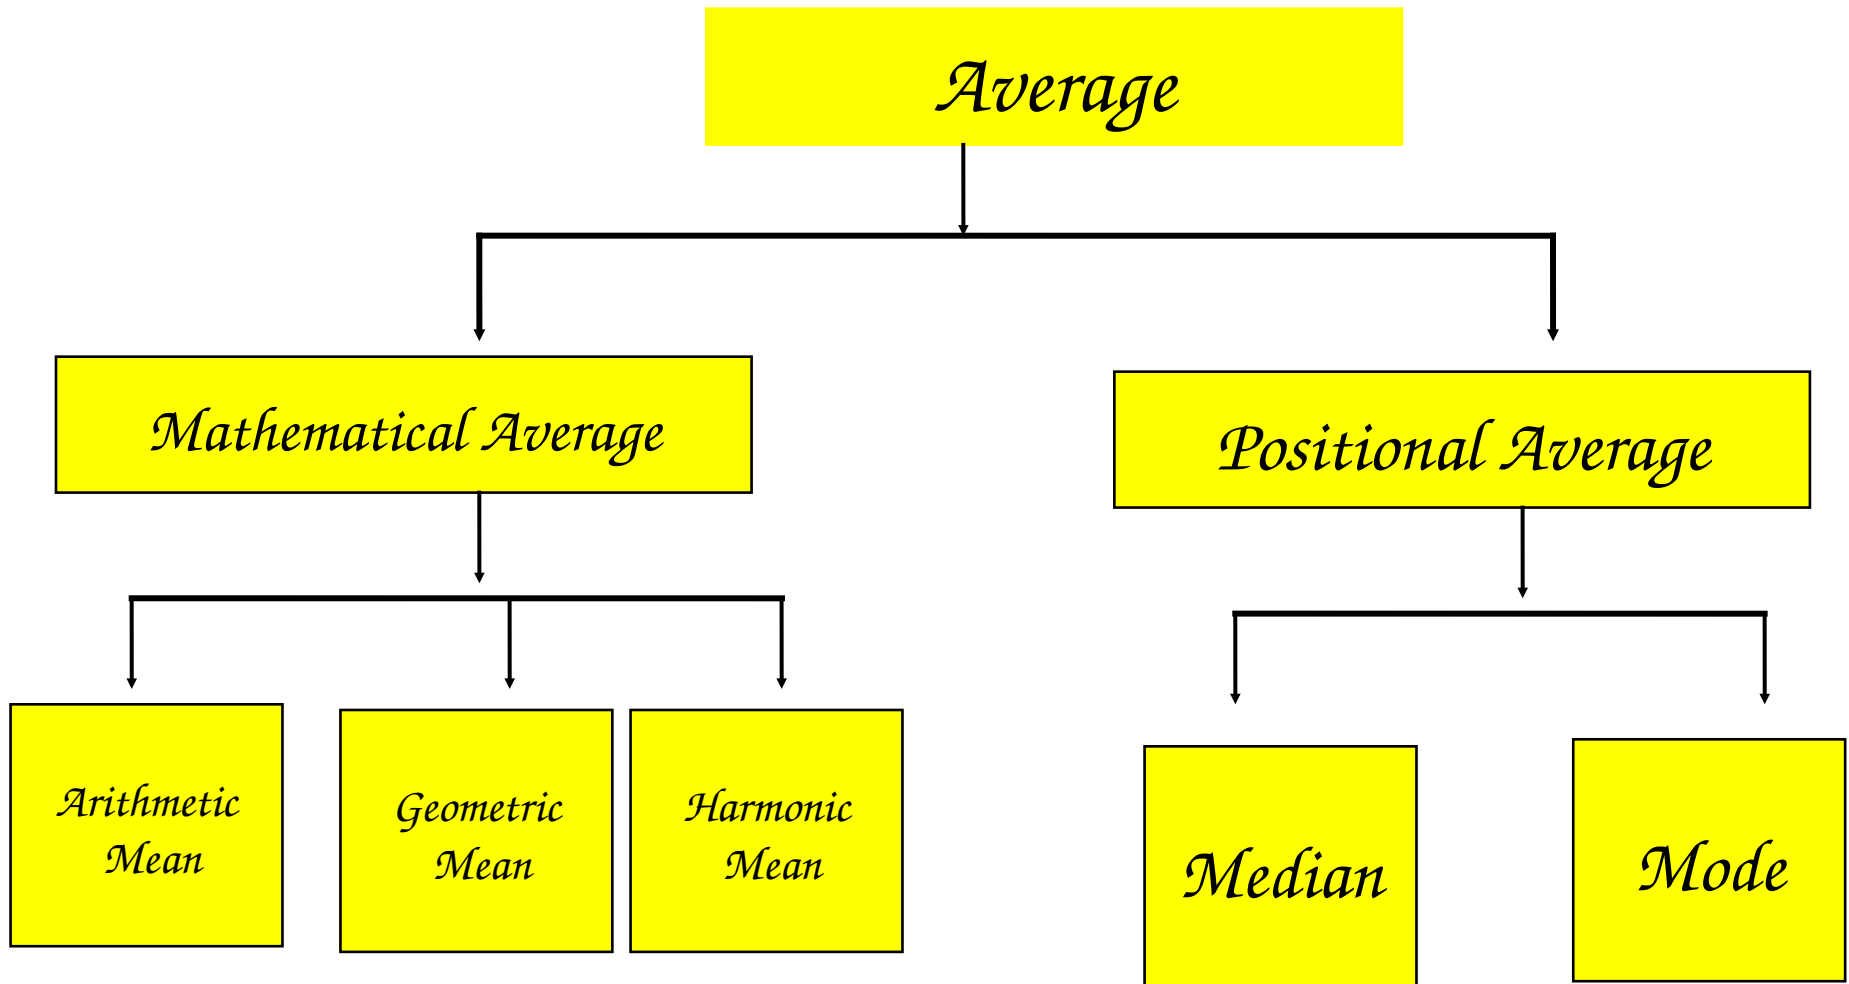 Average
Mathematical Average
Positional Average
Arithmetic
Mean
Geometric
Mean
Harmonic
Mean
Median
Mode